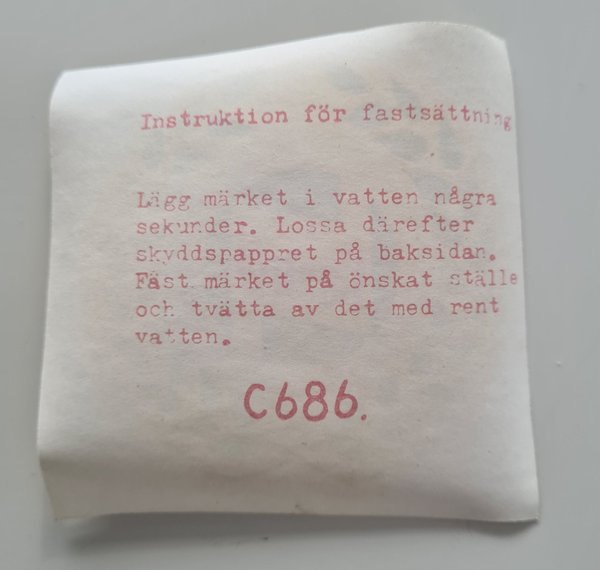 Instruktion för fastsättning
Lägg märket i vatten några
sekunder. Lossa därefter
skyddspappret på baksidan.
Fäst märket på önskat ställe
och tvätta av det med rent
vatten.
C686.